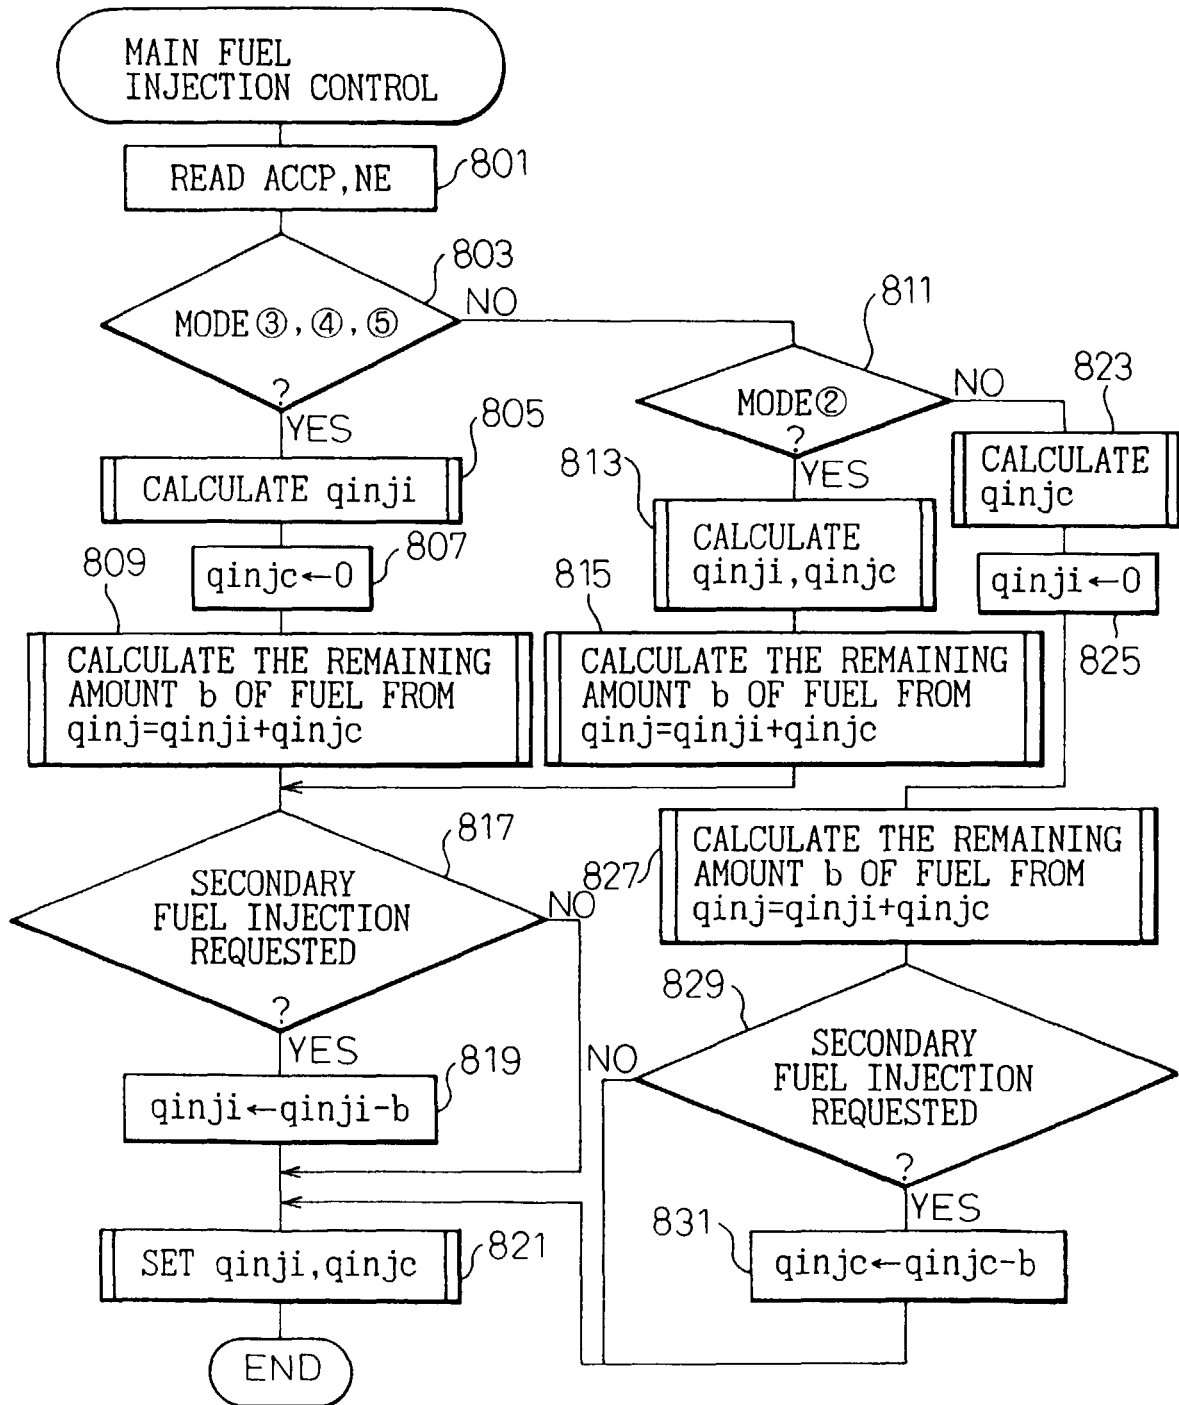 MAIN FUEL
INJECTION CONTROL
READ ACCP,NE
801
803
MODE③,④,⑤
?
NO
YES
811
MODE②
?
NO
YES
823
CALCULATE
qinjc
805
CALCULATE qinji
813
CALCULATE
qinji,qinjc
807
qinjc←0
qinji←0
825
809
CALCULATE THE REMAINING
AMOUNT b OF FUEL FROM
qinj=qinji+qinjc
815
CALCULATE THE REMAINING
AMOUNT b OF FUEL FROM
qinj=qinji+qinjc
817
SECONDARY
FUEL INJECTION
REQUESTED
?
NO
YES
827
CALCULATE THE REMAINING
AMOUNT b OF FUEL FROM
qinj=qinji+qinjc
829
SECONDARY
FUEL INJECTION
REQUESTED
?
NO
YES
819
qinji←qinji-b
831
qinjc←qinjc-b
SET qinji,qinjc
821
END